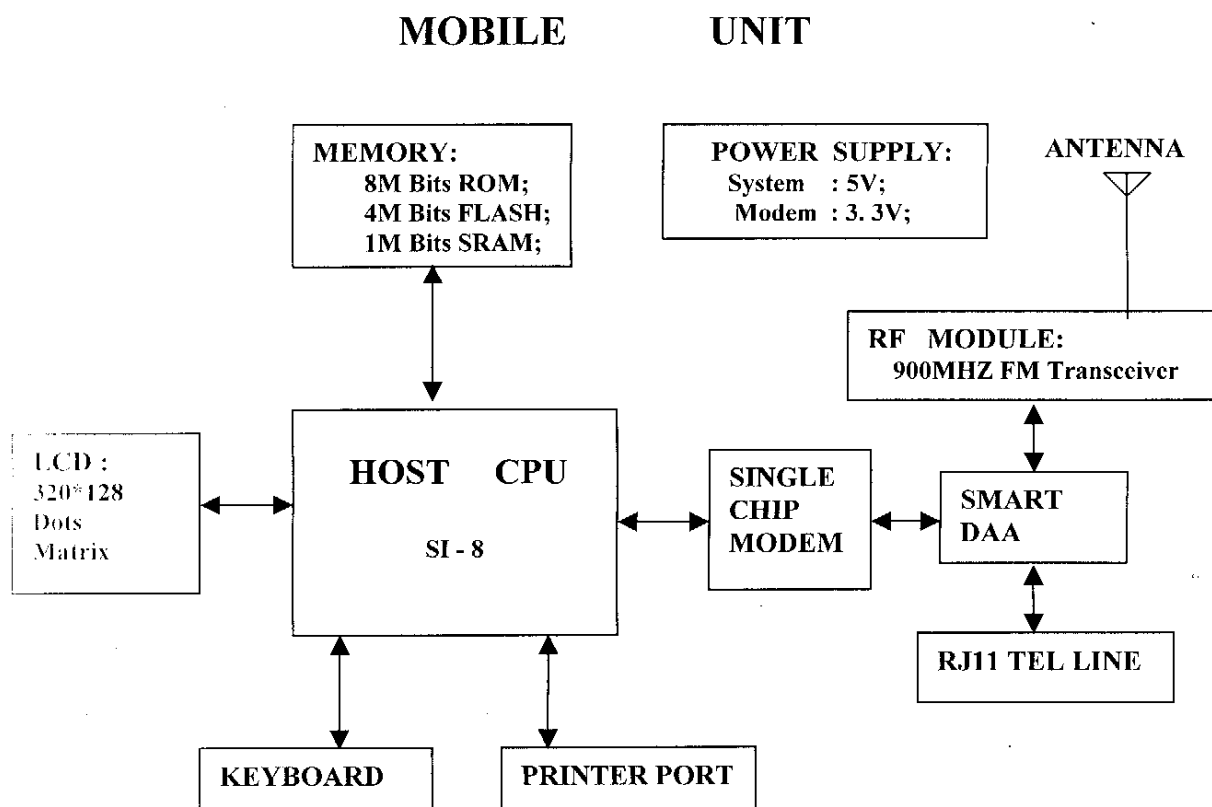 MOBILE UNIT
MEMORY:
8M Bits ROM;
4M Bits FLASH;
1M Bits SRAM;
POWER SUPPLY:
System : 5V;
Modem : 3. 3V;
ANTENNA
RF MODULE:
900MHZ FM Transceiver
LCD :
320*128
Dots
Matrix
HOST CPU
SI - 8
SINGLE
CHIP
MODEM
SMART
DAA
RJ11 TEL LINE
KEYBOARD
PRINTER PORT